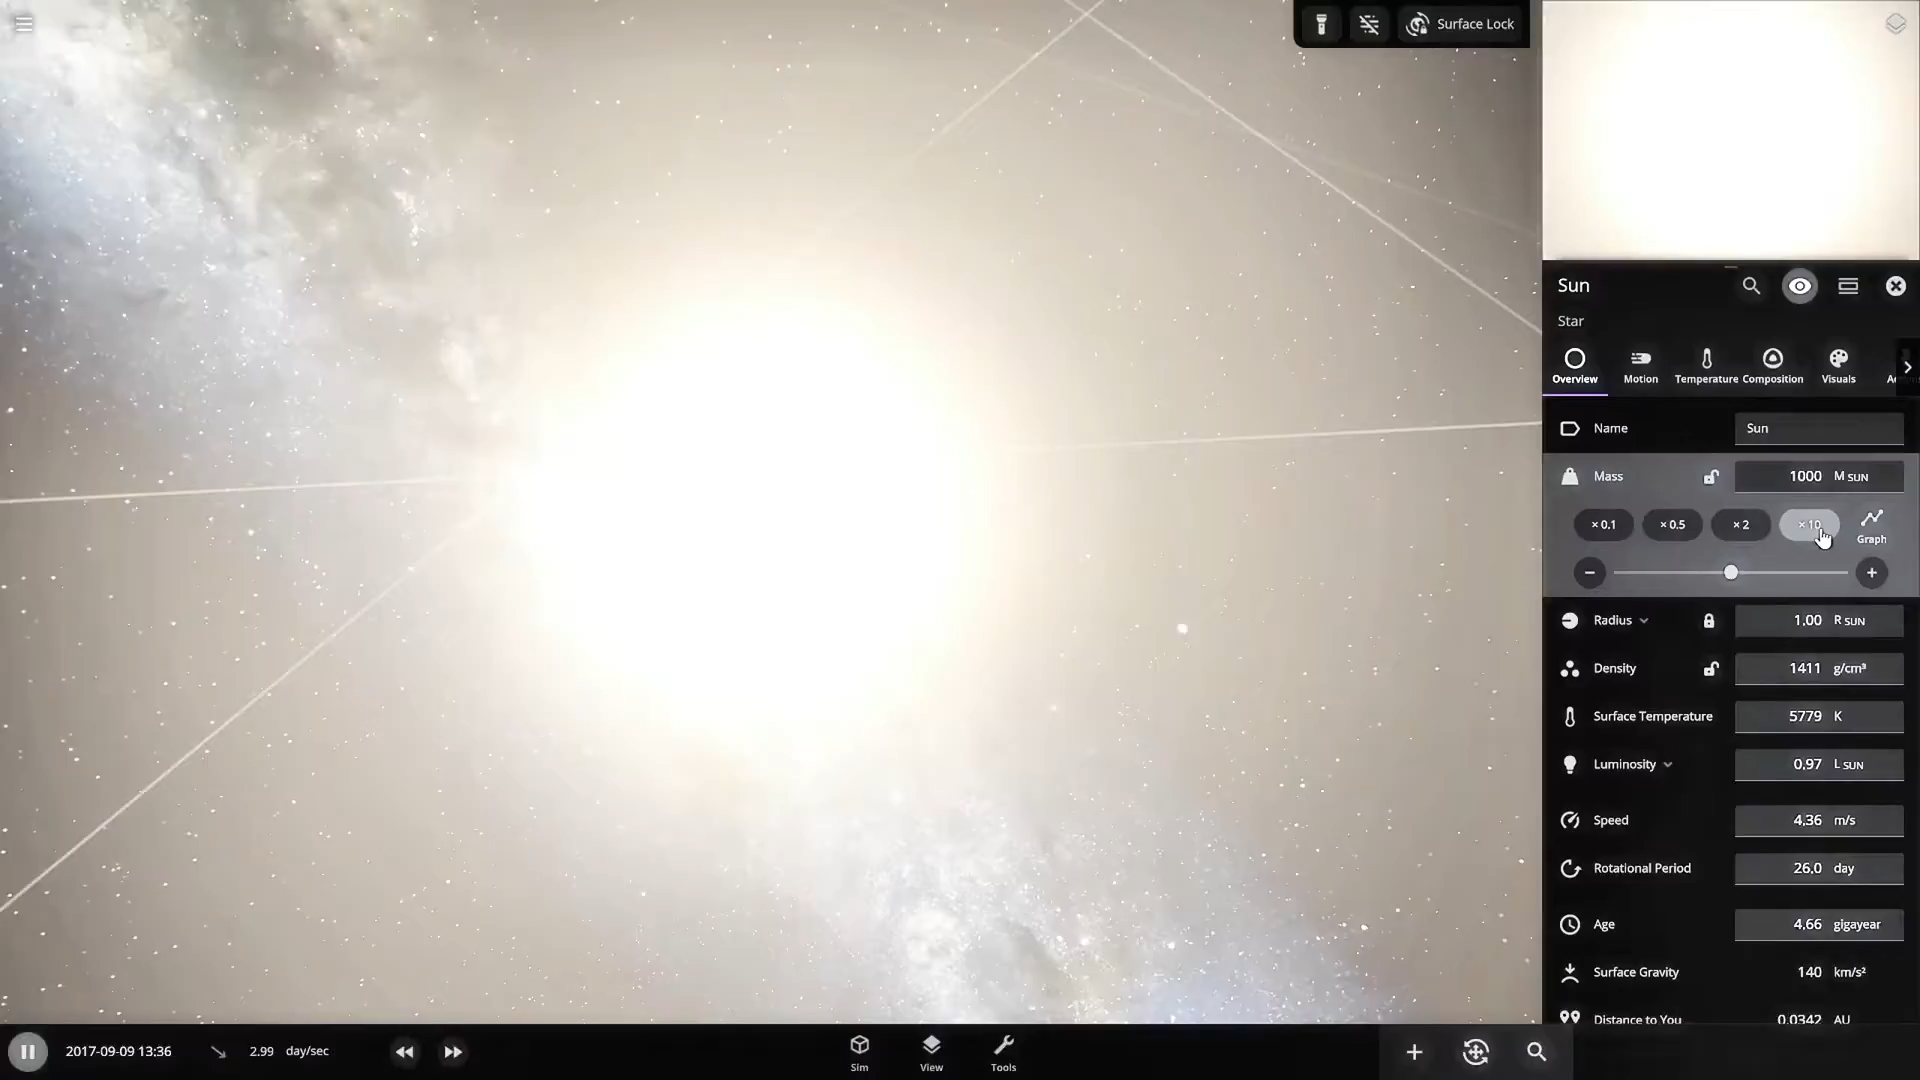 Surface Lock
Sun
Star
Overview
Motion
Temperature
Composition
Visuals
Name
Sun
Mass
1000 M SUN
× 0.1
× 0.5
× 2
× 10
Graph
Radius
1.00 R SUN
Density
1411 g/cm³
Surface Temperature
5779 K
Luminosity
0.97 L SUN
Speed
4.36 m/s
Rotational Period
26.0 day
Age
4.66 gigayear
Surface Gravity
140 km/s²
Distance to You
0.0342 AU
2017-09-09 13:36
2.99 day/sec
Sim
View
Tools